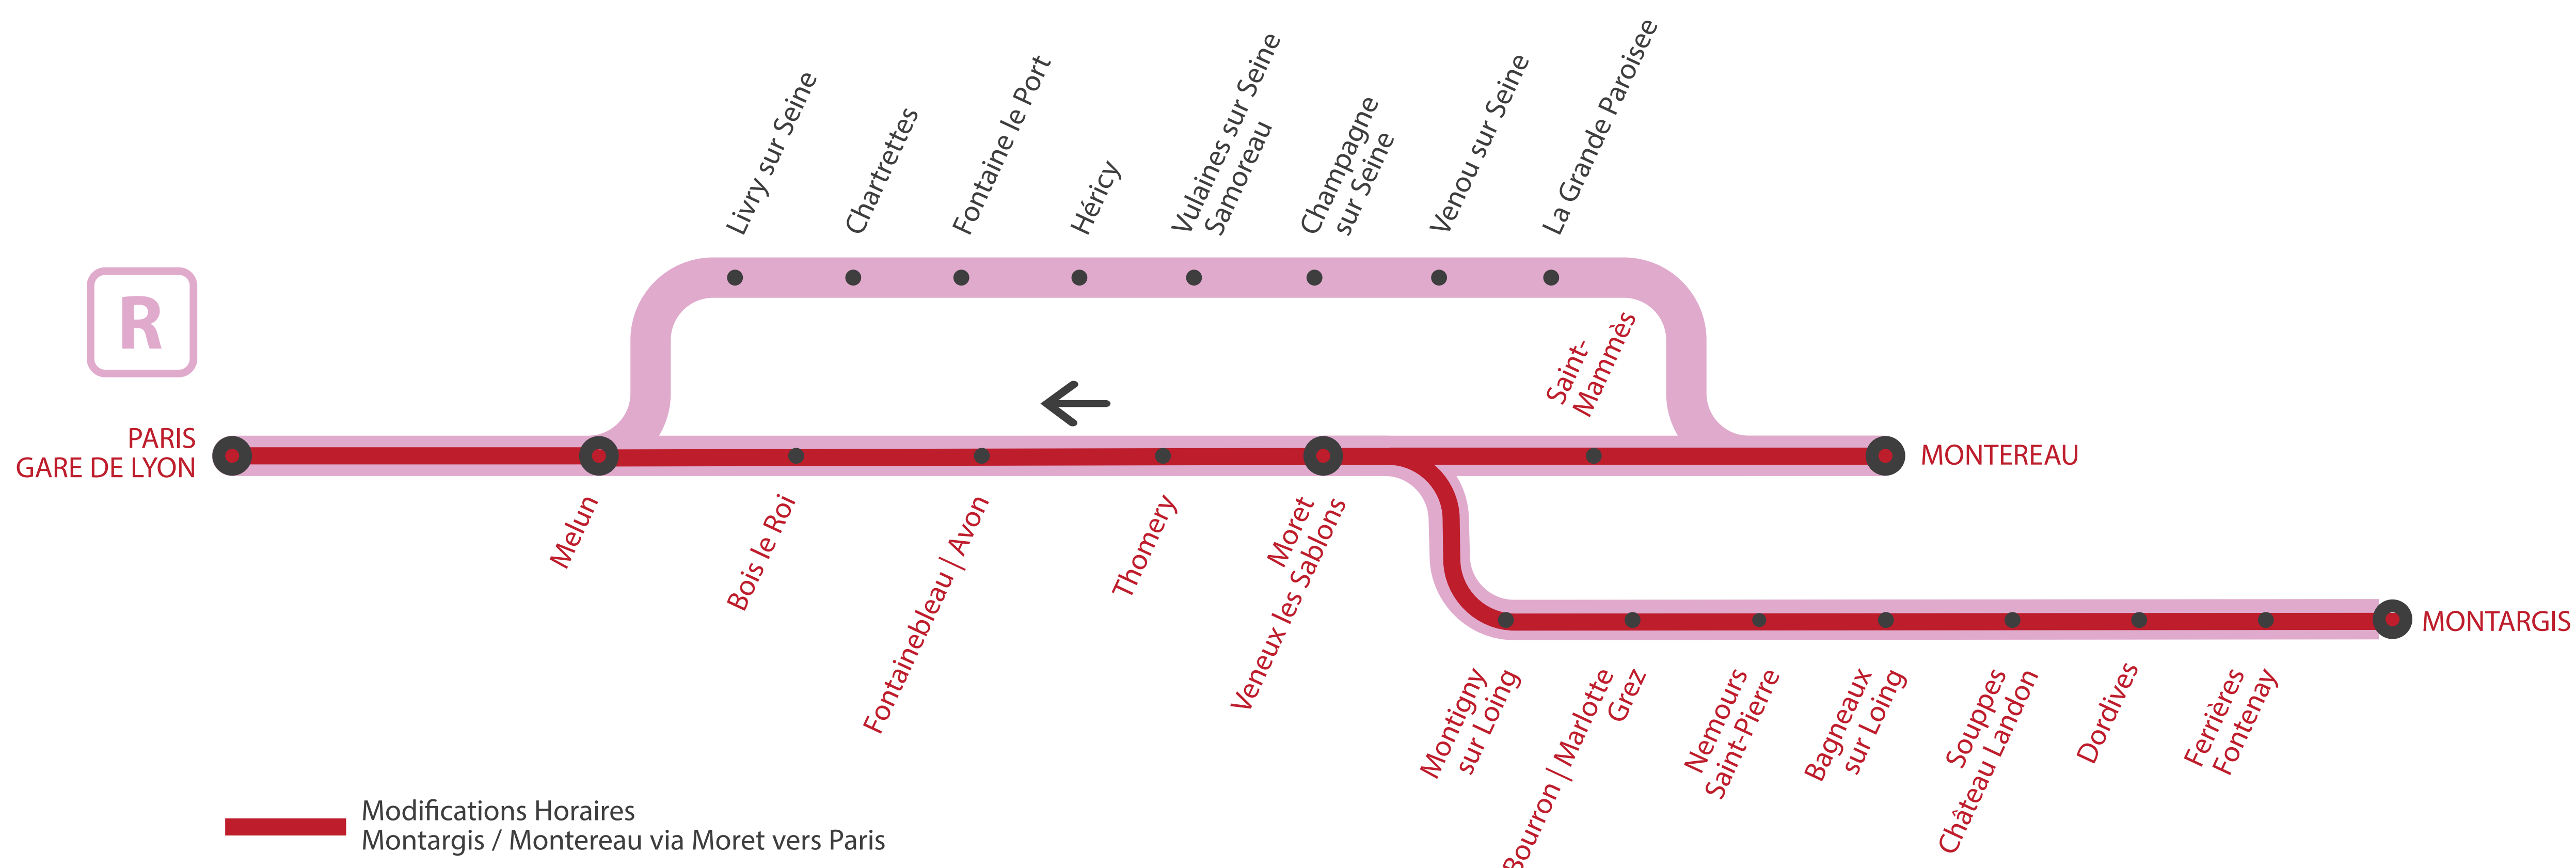 Livry sur Seine
Chartrettes
Fontaine le Port
Héricy
Vulaines sur Seine
Samoreau
Champagne
sur Seine
Venou sur Seine
La Grande Paroisee
R
Saint-
Mammès
PARIS
GARE DE LYON
MONTEREAU
Melun
Bois le Roi
Fontainebleau | Avon
Thomery
Moret
Veneux les Sablons
MONTARGIS
Montigny
sur Loing
Bourron | Marlotte
Grez
Nemours
Saint-Pierre
Bagneaux
sur Loing
Souppes
Château Landon
Dordives
Ferrières
Fontenay
Modifications Horaires
Montargis / Montereau via Moret vers Paris